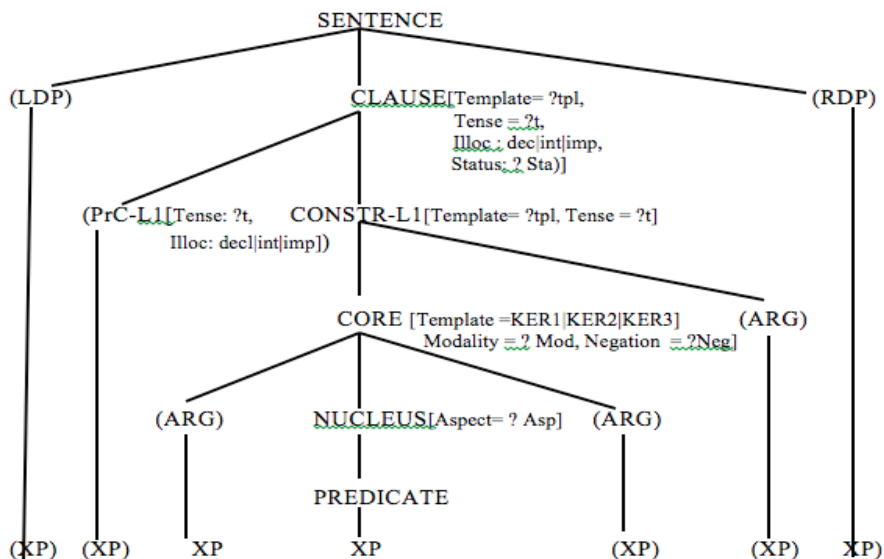 SENTENCE
(LDP) CLAUSE[Template= ?tpl, (RDP)
Tense = ?t,
Illoc : dec|int|imp,
Status: ? Sta)]
(PrC-L1[Tense: ?t, CONSTR-L1[Template= ?tpl, Tense = ?t]
Illoc: decl|int|imp])
CORE [Template =KER1|KER2|KER3] (ARG)
Modality = ? Mod, Negation = ?Neg]
(ARG) NUCLEUS[Aspect= ? Asp] (ARG)
PREDICATE
(XP) (XP) XP XP (XP) (XP) XP)